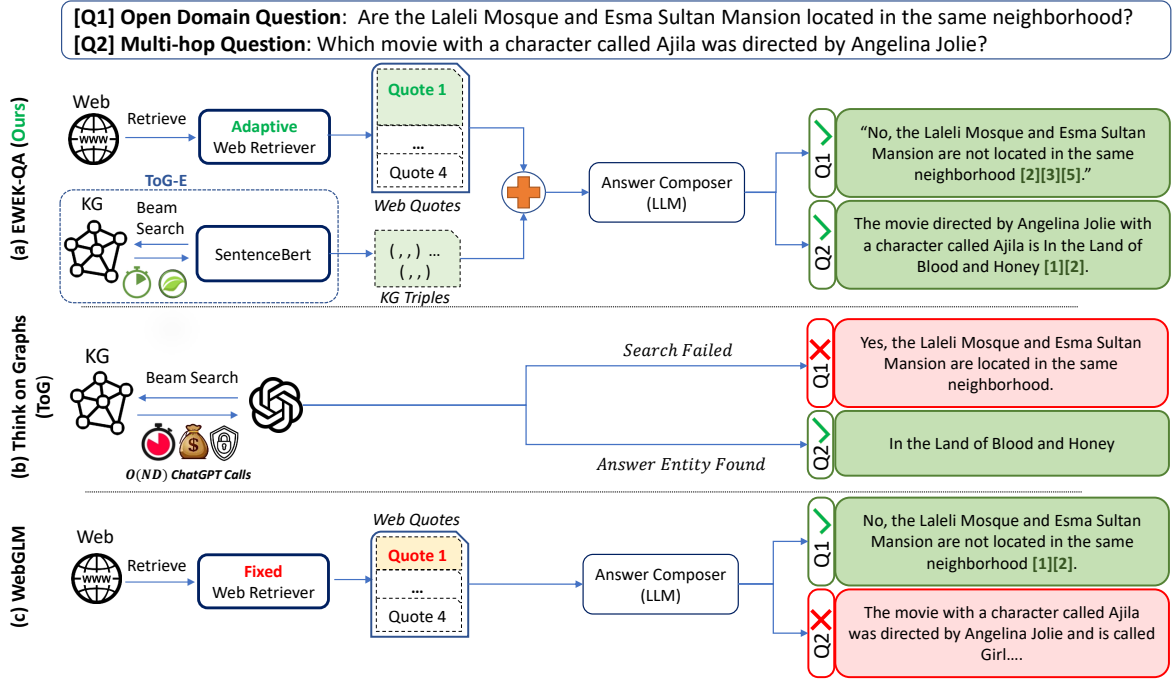 [Q1] Open Domain Question: Are the Laleli Mosque and Esma Sultan Mansion located in the same neighborhood?
[Q2] Multi-hop Question: Which movie with a character called Ajila was directed by Angelina Jolie?
(a) EWEK-QA (Ours)
Web
WWW
Retrieve
Adaptive
Web Retriever
Quote 1
...
Quote 4
Web Quotes
ToG-E
KG
Beam
Search
SentenceBert
( , , ) ...
( , , )
KG Triples
Answer Composer
(LLM)
Q1
“No, the Laleli Mosque and Esma Sultan
Mansion are not located in the same
neighborhood [2][3][5].”
Q2
The movie directed by Angelina Jolie with
a character called Ajila is In the Land of
Blood and Honey [1][2].
(b) Think on Graphs
(ToG)
KG
Beam Search
$
O(ND) ChatGPT Calls
Search Failed
Answer Entity Found
Q1
Yes, the Laleli Mosque and Esma Sultan
Mansion are located in the same
neighborhood.
Q2
In the Land of Blood and Honey
(c) WebGLM
Web
WWW
Retrieve
Fixed
Web Retriever
Web Quotes
Quote 1
...
Quote 4
Answer Composer
(LLM)
Q1
No, the Laleli Mosque and Esma Sultan
Mansion are not located in the same
neighborhood [1][2].
Q2
The movie with a character called Ajila
was directed by Angelina Jolie and is called
Girl....